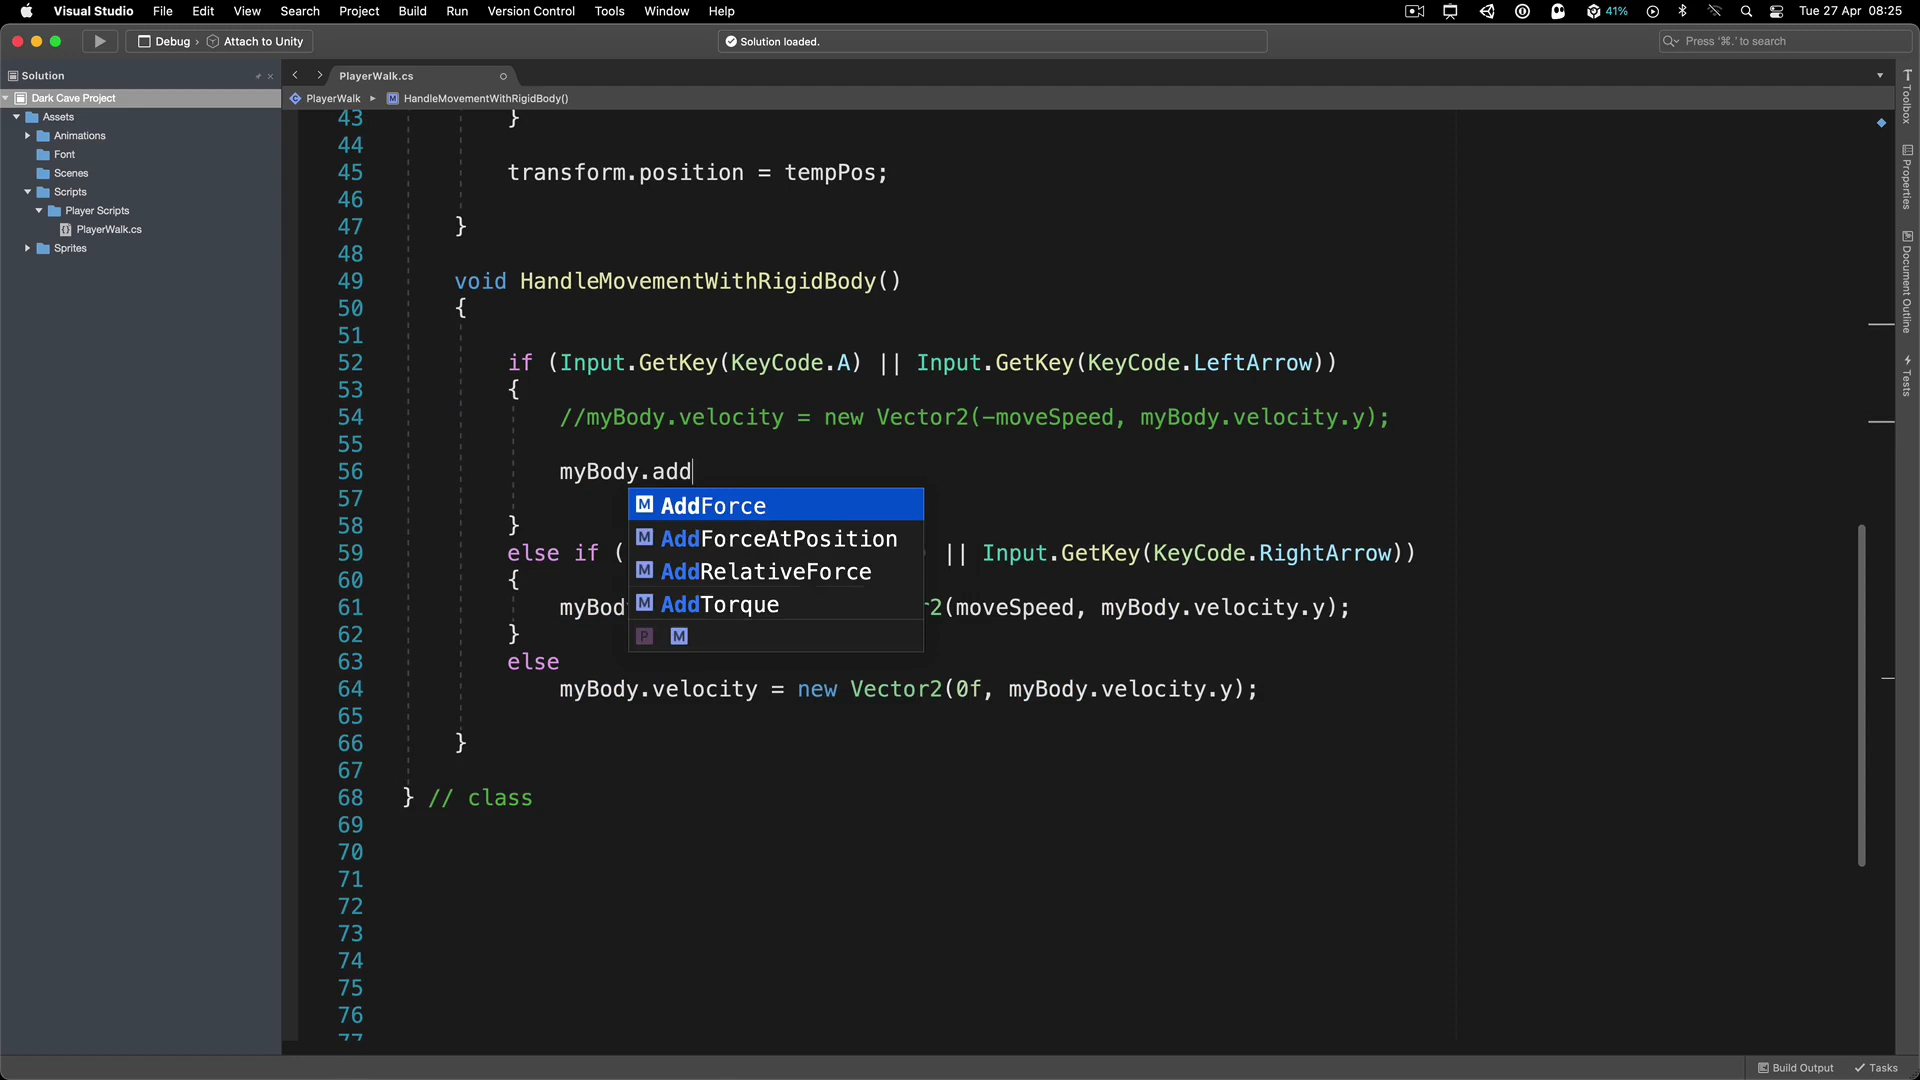 Visual Studio File Edit View Search Project Build Run Version Control Tools Window Help 41% Tue 27 Apr 08:25
Debug › Attach to Unity Solution loaded. Press '⌘.' to search
Solution
Dark Cave Project
Assets
Animations
Font
Scenes
Scripts
Player Scripts
PlayerWalk.cs
Sprites
PlayerWalk.cs
PlayerWalk ▸ M HandleMovementWithRigidBody()
43 }
44
45 transform.position = tempPos;
46
47 }
48
49 void HandleMovementWithRigidBody()
50 {
51
52 if (Input.GetKey(KeyCode.A) || Input.GetKey(KeyCode.LeftArrow))
53 {
54 //myBody.velocity = new Vector2(-moveSpeed, myBody.velocity.y);
55
56 myBody.add
57
58 }
59 else if ( ) || Input.GetKey(KeyCode.RightArrow))
60 {
61 myBod r2(moveSpeed, myBody.velocity.y);
62 }
63 else
64 myBody.velocity = new Vector2(0f, myBody.velocity.y);
65
66 }
67
68 } // class
69
70
71
72
73
74
75
76
77
M AddForce
M AddForceAtPosition
M AddRelativeForce
M AddTorque
P M
Toolbox
Properties
Document Outline
Tests
Build Output Tasks